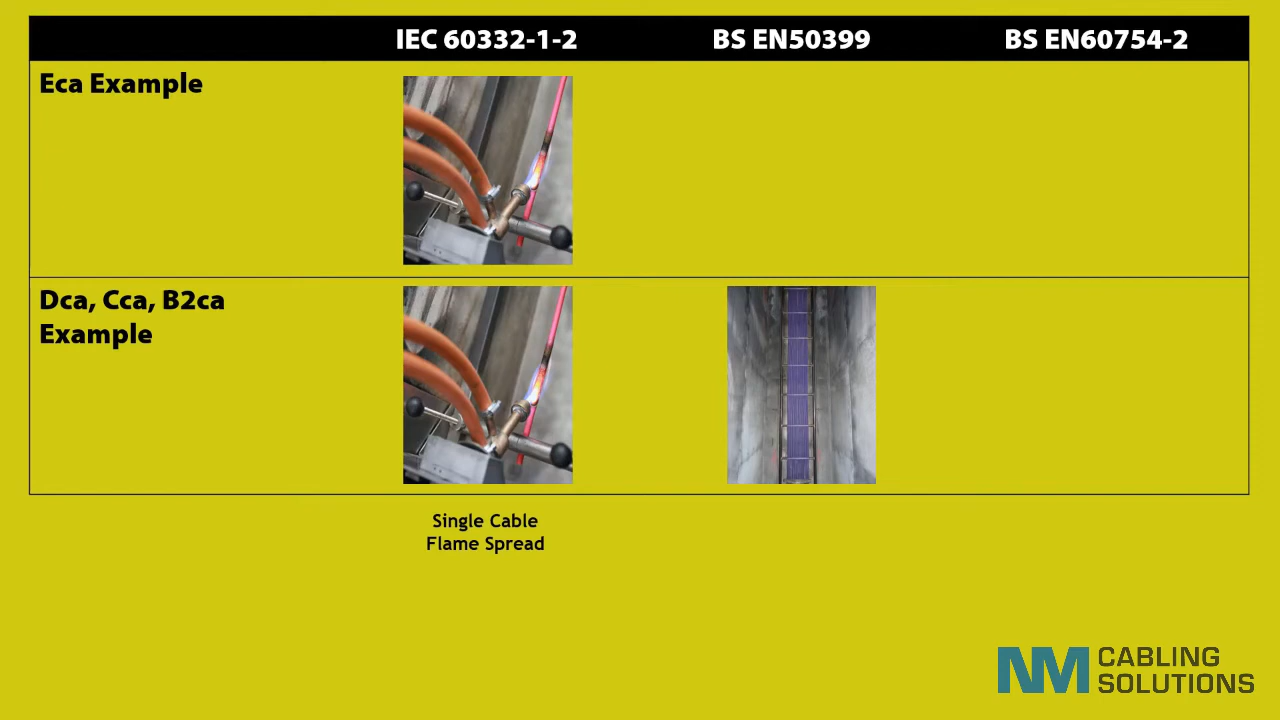 IEC 60332-1-2 BS EN50399 BS EN60754-2
Eca Example
Dca, Cca, B2ca
Example
Single Cable
Flame Spread
NM CABLING
SOLUTIONS